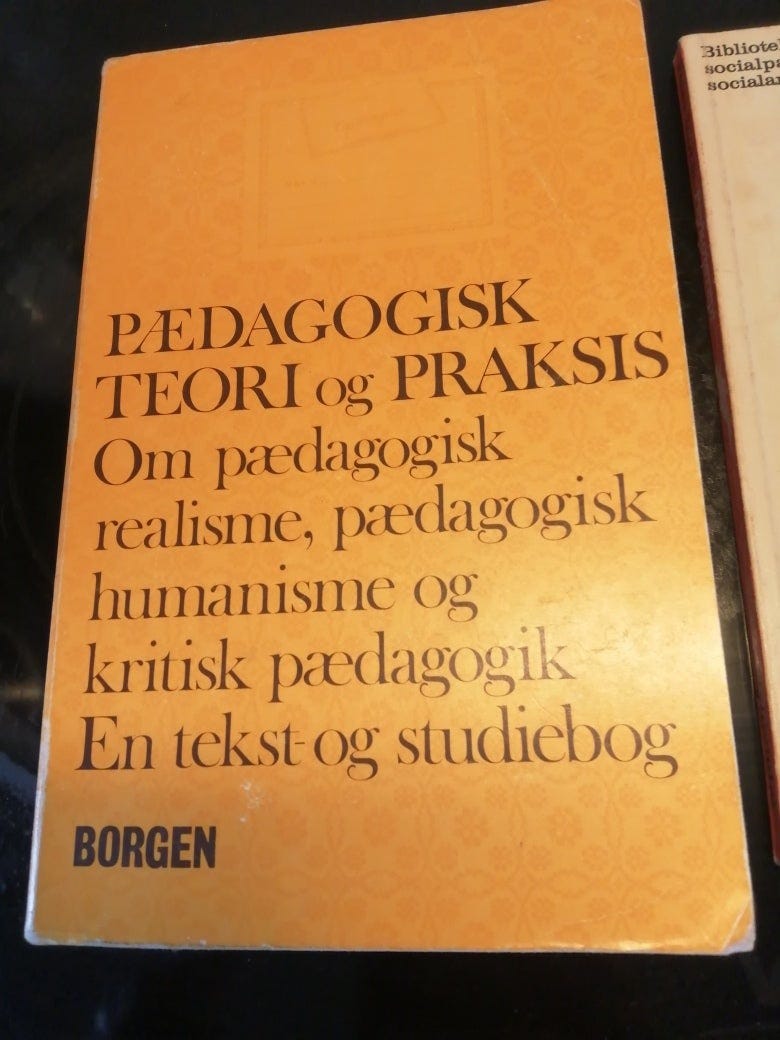 PÆDAGOGISK
TEORI og PRAKSIS
Om pædagogisk
realisme, pædagogisk
humanisme og
kritisk pædagogik
En tekst- og studiebog
BORGEN